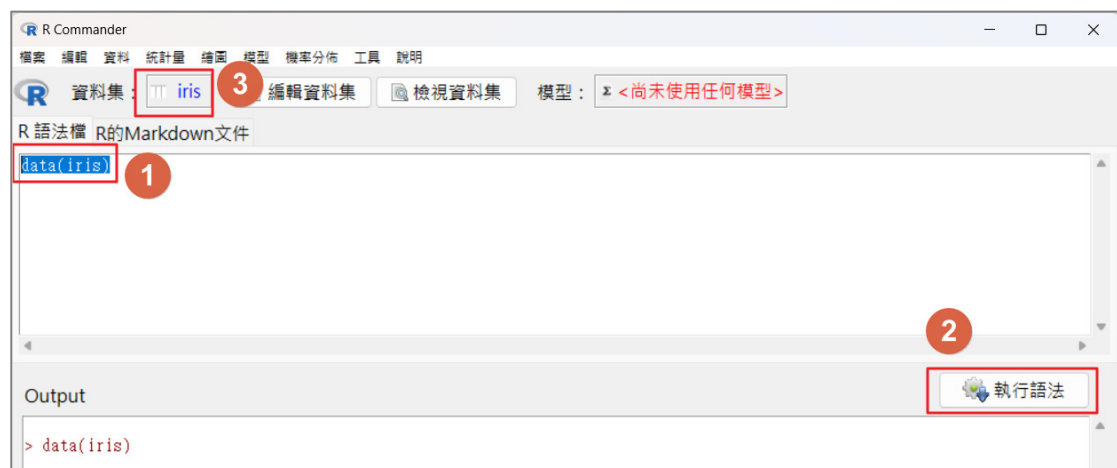 R Commander
檔案 編輯 資料 統計量 繪圖 模型 機率分佈 工具 說明
資料集： iris 3 編輯資料集 檢視資料集 模型： Σ <尚未使用任何模型>
R 語法檔 R的Markdown文件
data(iris) 1
2
Output 執行語法
> data(iris)